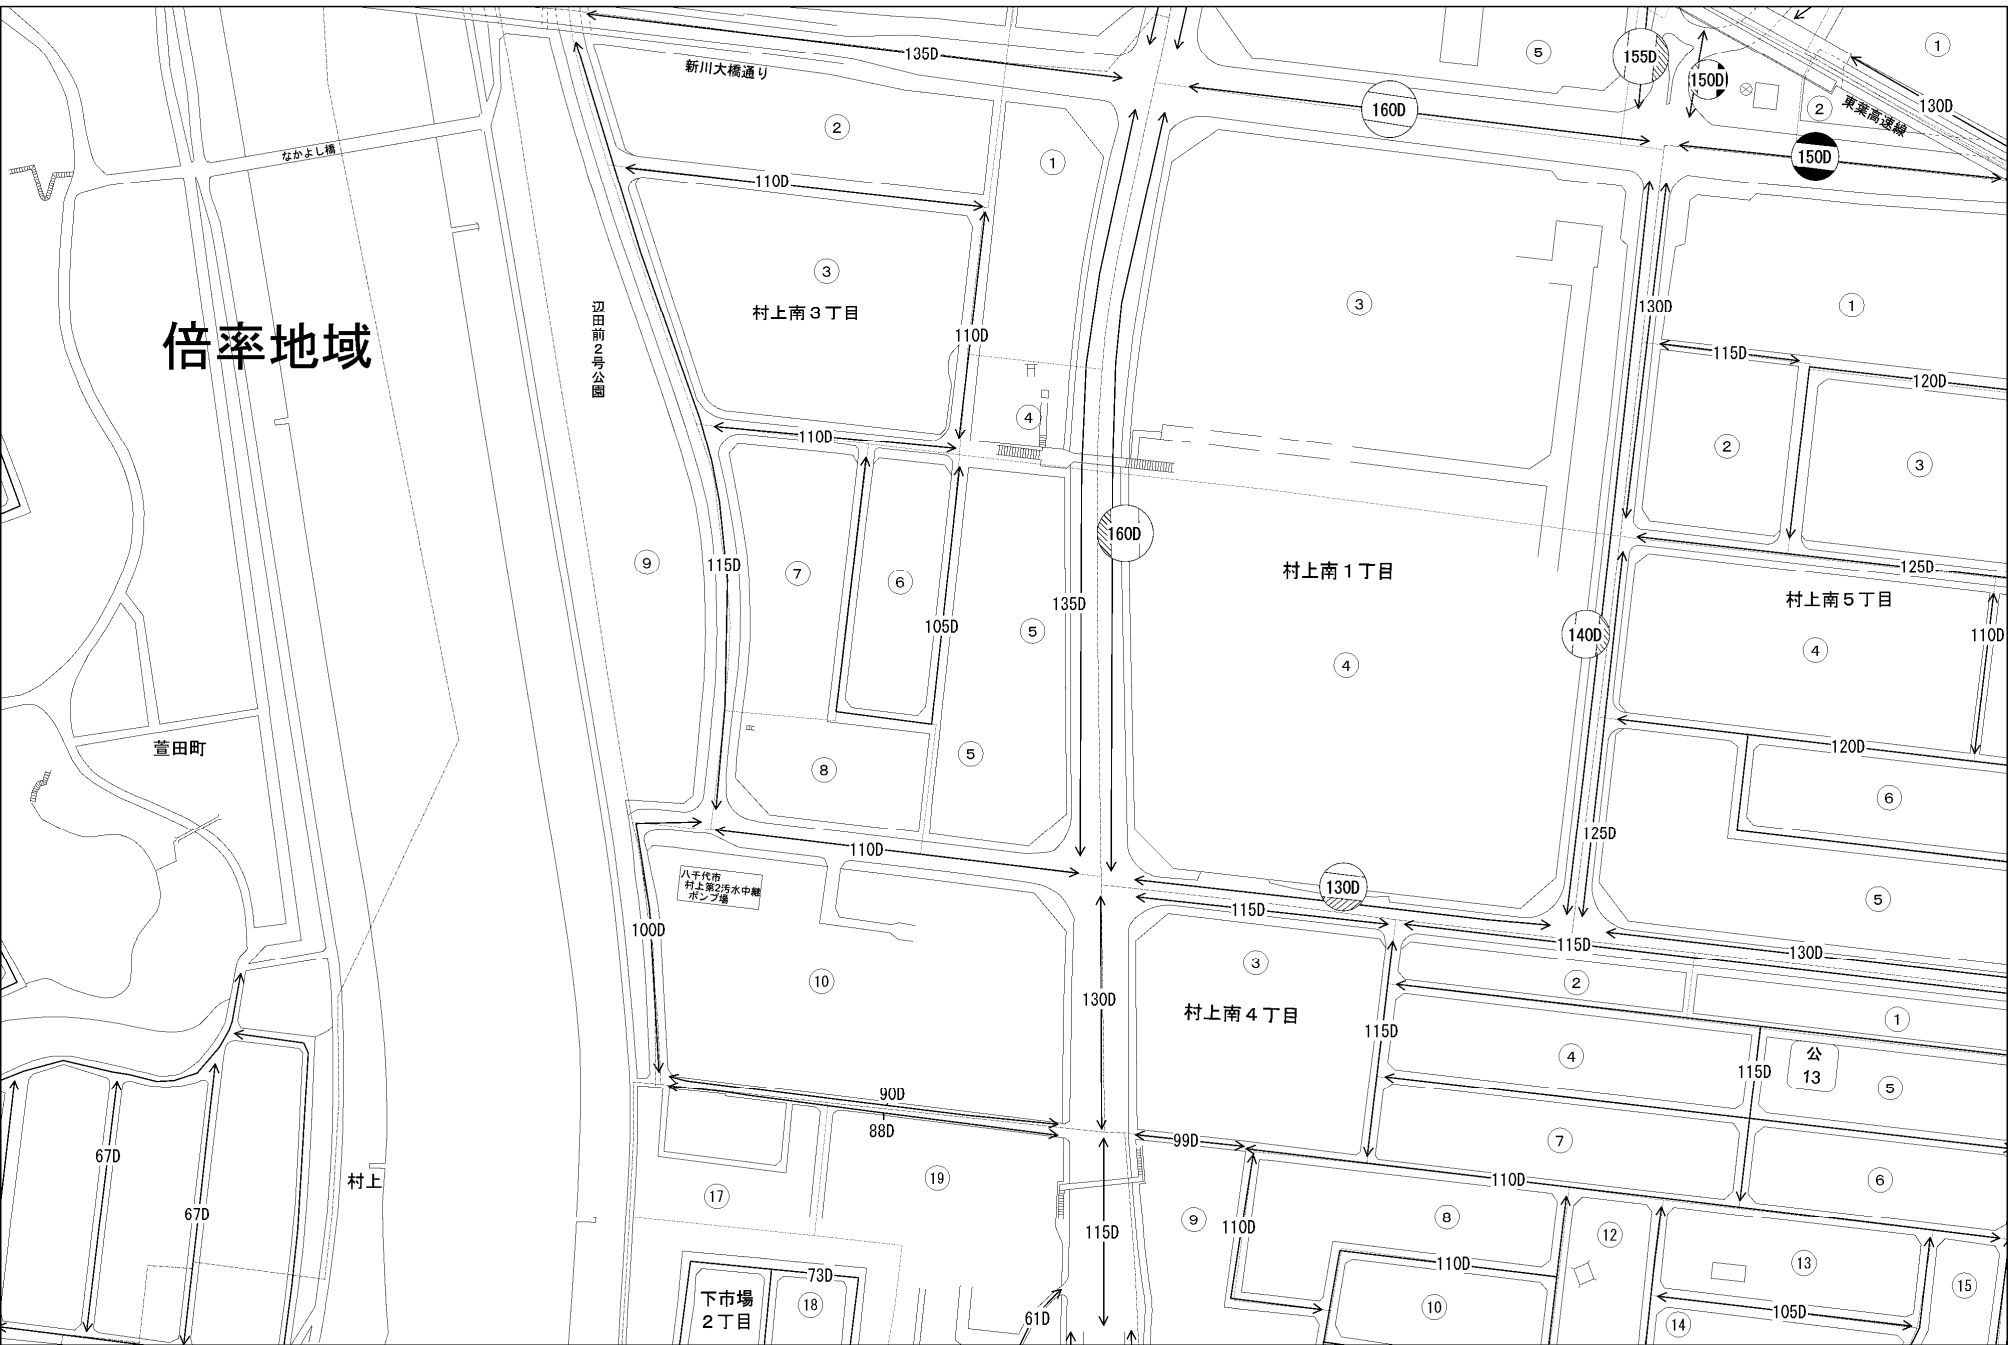 135D
新川大橋通り
⑤
155D
150D
①
130D
東葉高速線
②
160D
150D
なかよし橋
②
①
110D
③
村上南３丁目
110D
倍率地域
辺田前２号公園
③
130D
①
115D
120D
④
110D
②
③
160D
⑨
115D
⑦
⑥
105D
135D
⑤
村上南１丁目
④
140D
125D
村上南５丁目
④
110D
120D
⑥
萱田町
⑧
⑤
110D
125D
⑤
八千代市
村上第2汚水中継
ポンプ場
130D
115D
115D
130D
100D
⑩
130D
③
村上南４丁目
②
①
115D
④
115D
公
13
⑤
90D
88D
99D
⑦
67D
67D
村上
⑰
⑲
115D
⑨
110D
110D
⑥
⑧
⑫
110D
⑬
⑮
73D
下市場
２丁目
⑱
61D
⑩
105D
⑭